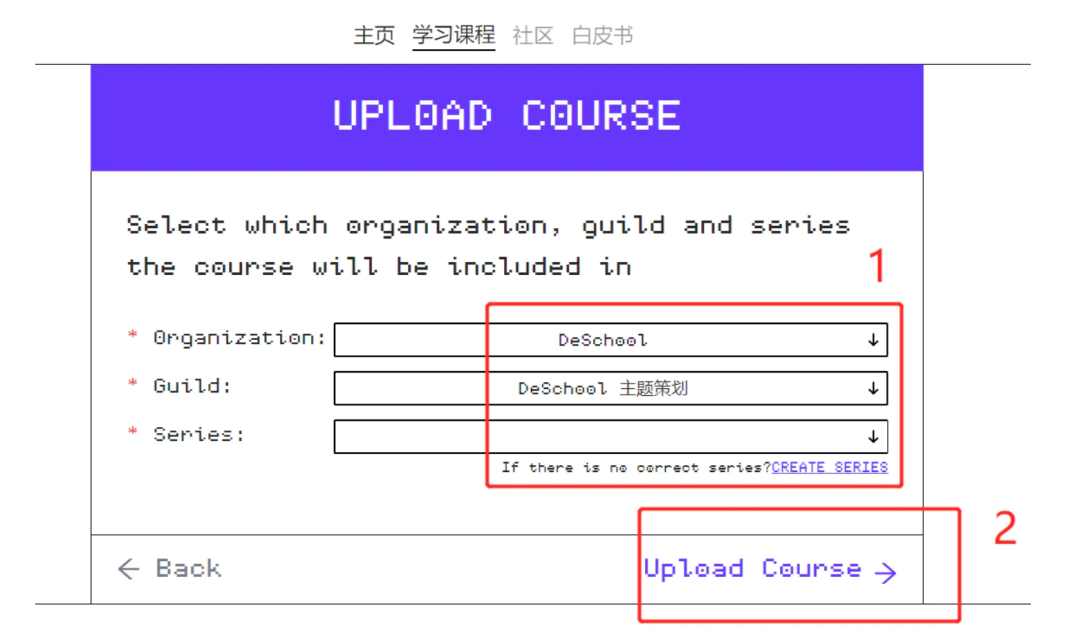 主页 学习课程 社区 白皮书
UPLOAD COURSE
Select which organization, guild and series
the course will be included in
1
* Organization: DeSchool ↓
* Guild: DeSchool 主题策划 ↓
* Series: ↓
If there is no correct series?CREATE SERIES
2
← Back Upload Course →